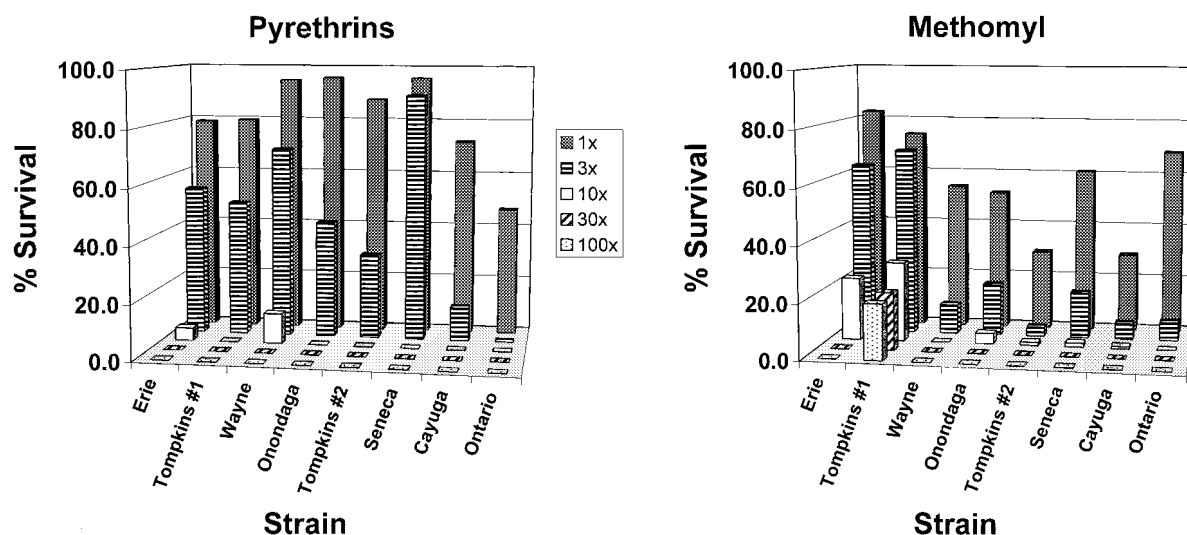 Pyrethrins
100.0
80.0
60.0
40.0
20.0
0.0
% Survival
Erie
Tompkins #1
Wayne
Onondaga
Tompkins #2
Seneca
Cayuga
Ontario
Strain
1x
3x
10x
30x
100x
Methomyl
100.0
80.0
60.0
40.0
20.0
0.0
% Survival
Erie
Tompkins #1
Wayne
Onondaga
Tompkins #2
Seneca
Cayuga
Ontario
Strain